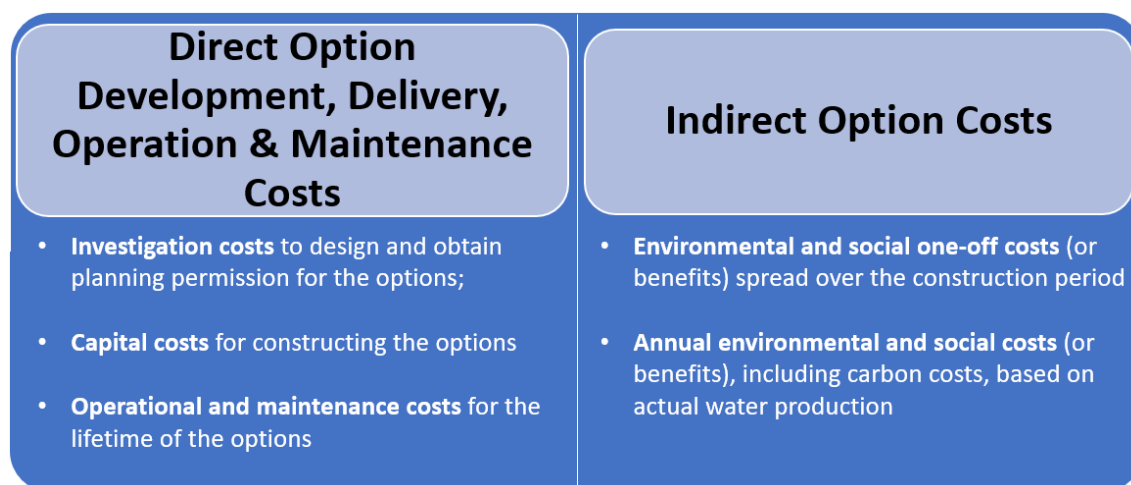 Direct Option
Development, Delivery,
Operation & Maintenance
Costs
• Investigation costs to design and obtain
planning permission for the options;
• Capital costs for constructing the options
• Operational and maintenance costs for the
lifetime of the options
Indirect Option Costs
• Environmental and social one-off costs (or
benefits) spread over the construction period
• Annual environmental and social costs (or
benefits), including carbon costs, based on
actual water production